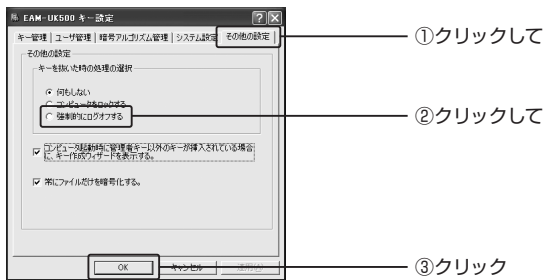 EAM-UK500 キー設定
キー管理 ユーザ管理 暗号アルゴリズム管理 システム設定 その他の設定
①クリックして
その他の設定
キーを抜いた時の処理の選択
何もしない
コンピュータをロックする
強制的にログオフする
②クリックして
コンピュータ起動時に管理者キー以外のキーが挿入されている場合
に、キー作成ウィザードを表示する。
常にファイルだけを暗号化する。
OK キャンセル 適用(A)
③クリック